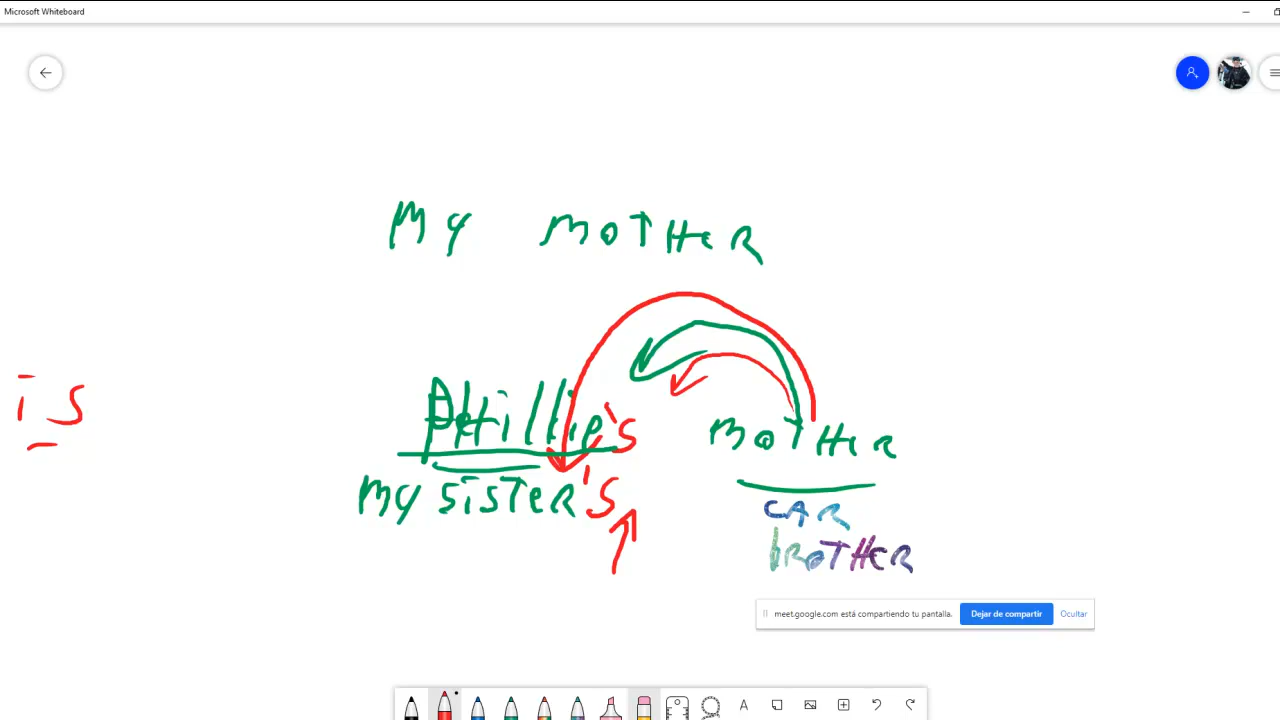 Microsoft Whiteboard
MY MOTHER
is
PHillip's MOTHER
MY SiSTER'S CAR
bROTHER
meet.google.com está compartiendo tu pantalla. Dejar de compartir Ocultar
A